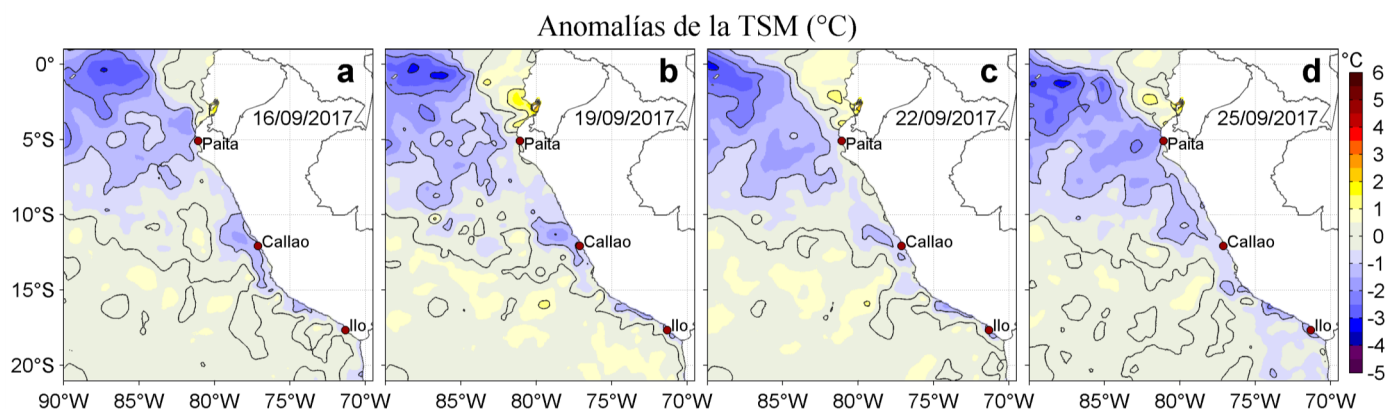 Anomalías de la TSM (°C)
a
b
c
d
°C
16/09/2017
19/09/2017
22/09/2017
25/09/2017
Paita
Paita
Paita
Paita
Callao
Callao
Callao
Callao
Ilo
Ilo
Ilo
Ilo
0°
5°S
10°S
15°S
20°S
90°W 85°W 80°W 75°W 70°W
85°W 80°W 75°W 70°W
85°W 80°W 75°W 70°W
85°W 80°W 75°W 70°W
6
5
4
3
2
1
0
-1
-2
-3
-4
-5